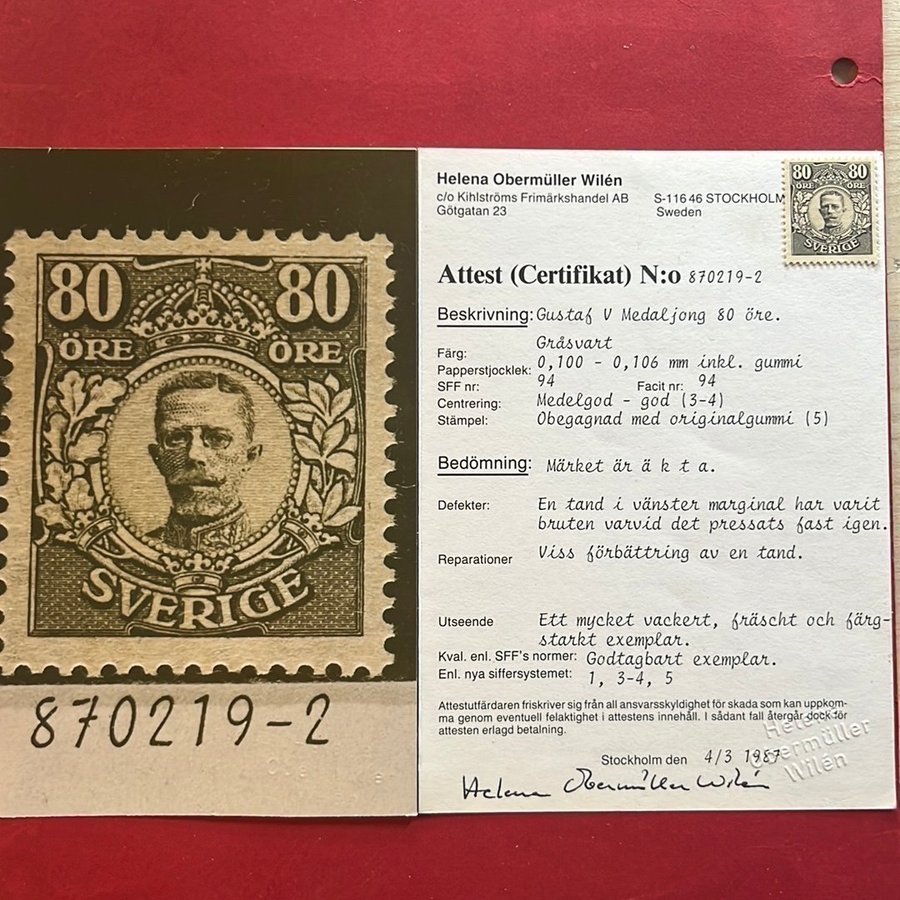 80 80
ÖRE ÖRE
SVERIGE
870219-2
Helena Obermüller Wilén
c/o Kihlströms Frimärkshandel AB S-116 46 STOCKHOLM
Götgatan 23 Sweden
80 80
ÖRE ÖRE
SVERIGE
Attest (Certifikat) N:o 870219-2
Beskrivning: Gustaf V Medaljong 80 öre.
Färg: Gråsvart
Papperstjocklek: 0,100 - 0,106 mm inkl. gummi
SFF nr: 94 Facit nr: 94
Centrering: Medelgod - god (3-4)
Stämpel: Obegagnad med originalgummi (5)
Bedömning: Märket är ä k t a.
Defekter: En tand i vänster marginal har varit
bruten varvid det pressats fast igen.
Reparationer Viss förbättring av en tand.
Utseende Ett mycket vackert, fräscht och färg-
starkt exemplar.
Kval. enl. SFF's normer: Godtagbart exemplar.
Enl. nya siffersystemet: 1, 3-4, 5
Attestutfärdaren friskriver sig från all ansvarsskyldighet för skada som kan uppkom-
ma genom eventuell felaktighet i attestens innehåll. I sådant fall återgår dock för
attesten erlagd betalning.
Stockholm den 4/3 1987
Helena Obermüller Wilén
Helena
Obermüller
Wilén